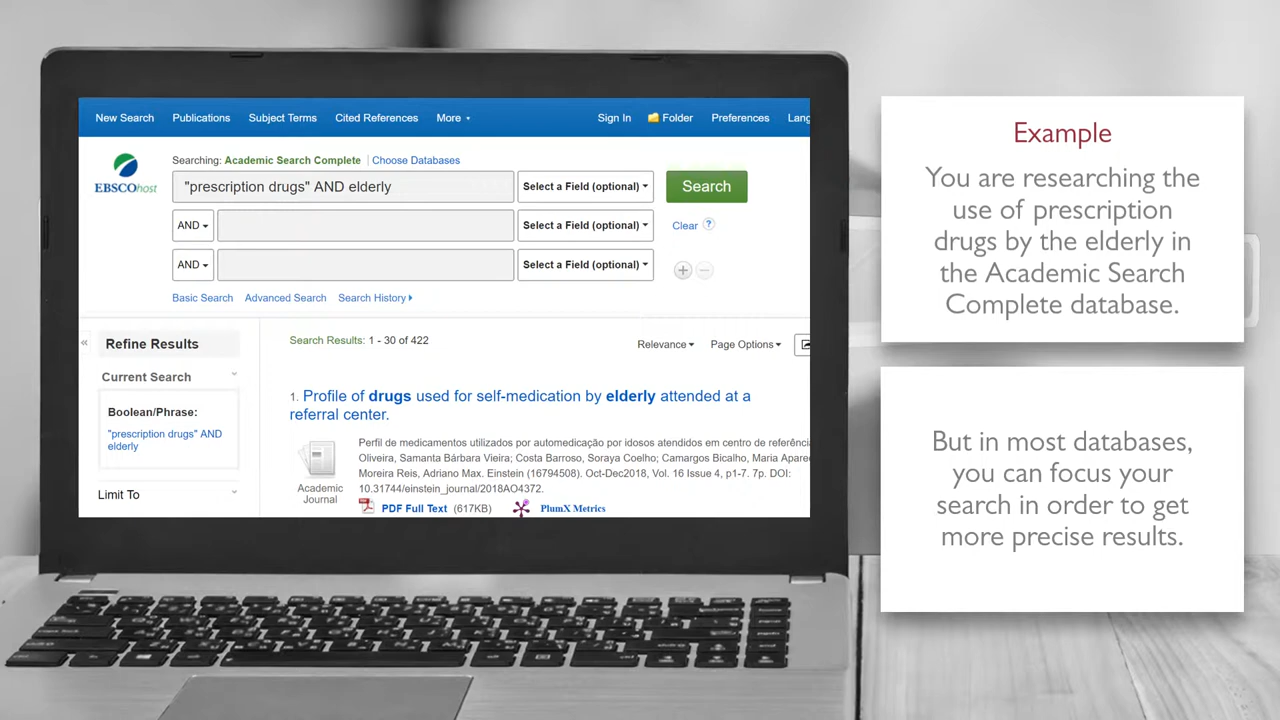 New Search Publications Subject Terms Cited References More Sign In Folder Preferences Lang
Searching: Academic Search Complete Choose Databases
EBSCOhost
"prescription drugs" AND elderly Select a Field (optional) Search
AND Select a Field (optional) Clear ?
AND Select a Field (optional) + −
Basic Search Advanced Search Search History
« Refine Results
Current Search
Boolean/Phrase:
"prescription drugs" AND
elderly
Limit To
Search Results: 1 - 30 of 422
Relevance Page Options
1. Profile of drugs used for self-medication by elderly attended at a
referral center.
Perfil de medicamentos utilizados por automedicação por idosos atendidos em centro de referência
Oliveira, Samanta Bárbara Vieira; Costa Barroso, Soraya Coelho; Camargos Bicalho, Maria Apare
Moreira Reis, Adriano Max. Einstein (16794508). Oct-Dec2018, Vol. 16 Issue 4, p1-7. 7p. DOI:
10.31744/einstein_journal/2018AO4372.
Academic
Journal
PDF Full Text (617KB) PlumX Metrics
Example
You are researching the
use of prescription
drugs by the elderly in
the Academic Search
Complete database.
But in most databases,
you can focus your
search in order to get
more precise results.